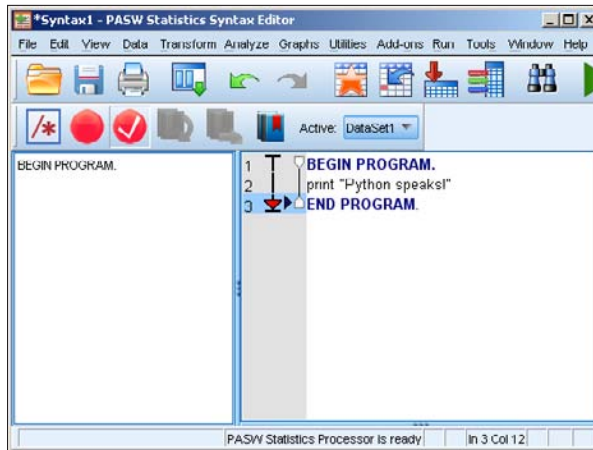 *Syntax1 - PASW Statistics Syntax Editor
File Edit View Data Transform Analyze Graphs Utilities Add-ons Run Tools Window Help
/* Active: DataSet1
BEGIN PROGRAM.
1 BEGIN PROGRAM.
2 print "Python speaks!"
3 END PROGRAM.
PASW Statistics Processor is ready In 3 Col 12